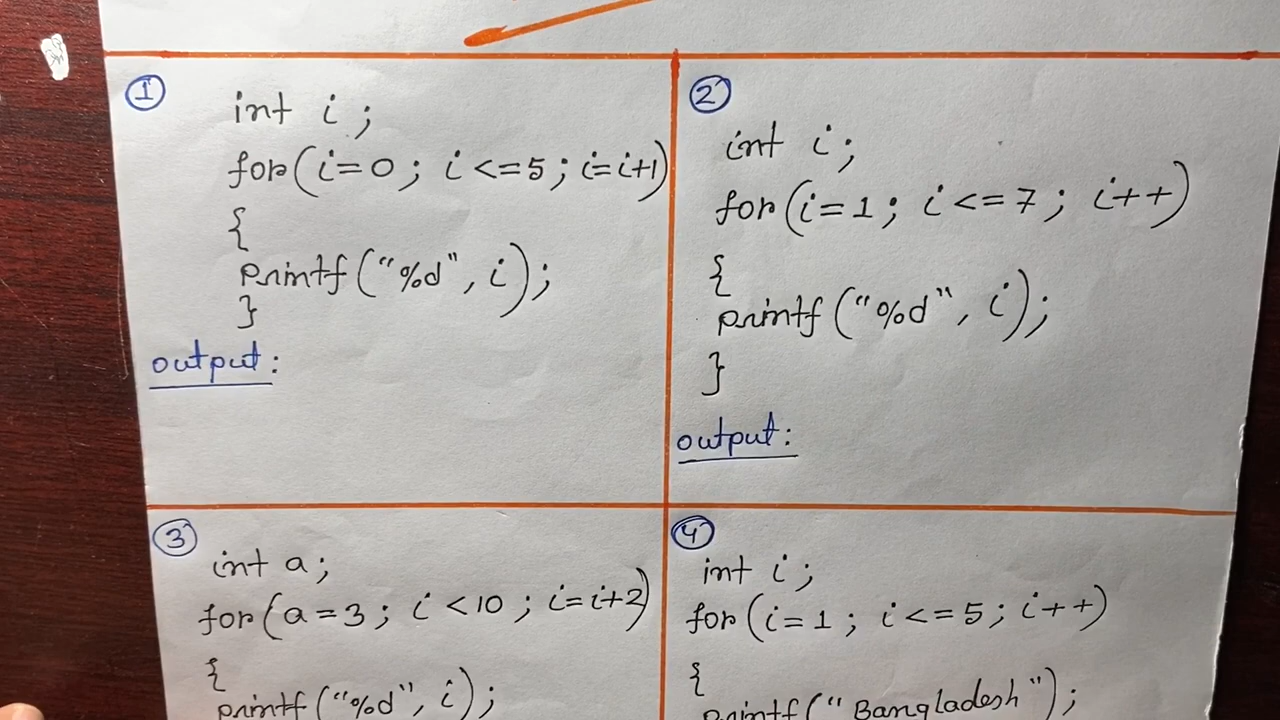 1
int i;
for(i=0; i<=5; i=i+1)
{
printf("%d", i);
}
output:
2
int i;
for(i=1; i<=7; i++)
{
printf("%d", i);
}
output:
3
int a;
for(a=3; i<10; i=i+2)
{
printf("%d", i);
4
int i;
for(i=1; i<=5; i++)
{
printf("Bangladesh");